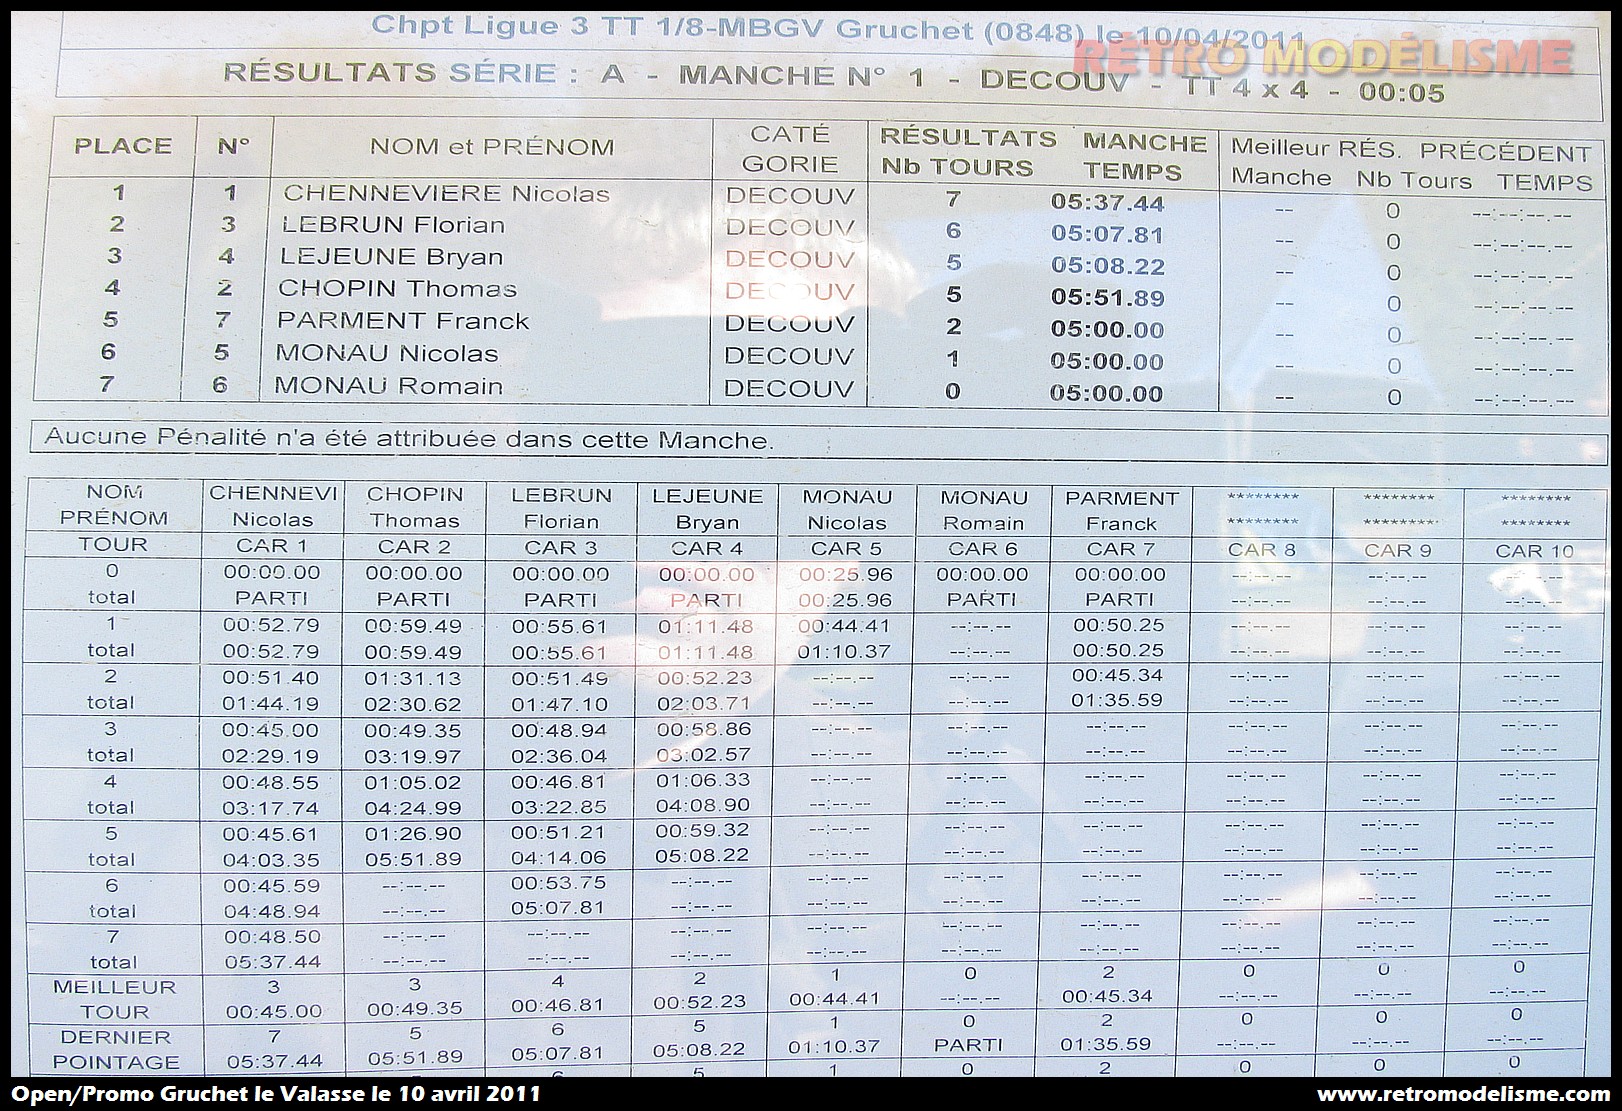 Chpt Ligue 3 TT 1/8-MBGV Gruchet (0848) le 10/04/2011
RÉTRO MODÉLISME
RÉSULTATS SÉRIE : A - MANCHE N° 1 - DECOUV - TT 4 x 4 - 00:05
PLACE N° NOM et PRÉNOM CATÉ GORIE RÉSULTATS MANCHE Nb TOURS TEMPS Meilleur RÉS. PRÉCÉDENT Manche Nb Tours TEMPS
1 1 CHENNEVIERE Nicolas DECOUV 7 05:37.44 -- 0 --:--:--.--
2 3 LEBRUN Florian DECOUV 6 05:07.81 -- 0 --:--:--.--
3 4 LEJEUNE Bryan DECOUV 5 05:08.22 -- 0 --:--:--.--
4 2 CHOPIN Thomas DECOUV 5 05:51.89 -- 0 --:--:--.--
5 7 PARMENT Franck DECOUV 2 05:00.00 -- 0 --:--:--.--
6 5 MONAU Nicolas DECOUV 1 05:00.00 -- 0 --:--:--.--
7 6 MONAU Romain DECOUV 0 05:00.00 -- 0 --:--:--.--
Aucune Pénalité n'a été attribuée dans cette Manche.
NOM CHENNEVI CHOPIN LEBRUN LEJEUNE MONAU MONAU PARMENT ******** ******** ********
PRÉNOM Nicolas Thomas Florian Bryan Nicolas Romain Franck ******** ******** ********
TOUR CAR 1 CAR 2 CAR 3 CAR 4 CAR 5 CAR 6 CAR 7 CAR 8 CAR 9 CAR 10
0 00:00.00 00:00.00 00:00.00 00:00.00 00:25.96 00:00.00 00:00.00 --:--.-- --:--.-- --:--.--
total PARTI PARTI PARTI PARTI 00:25.96 PARTI PARTI --:--.-- --:--.-- --:--.--
1 00:52.79 00:59.49 00:55.61 01:11.48 00:44.41 --:--.-- 00:50.25 --:--.-- --:--.-- --:--.--
total 00:52.79 00:59.49 00:55.61 01:11.48 01:10.37 --:--.-- 00:50.25 --:--.-- --:--.-- --:--.--
2 00:51.40 01:31.13 00:51.49 00:52.23 --:--.-- --:--.-- 00:45.34 --:--.-- --:--.-- --:--.--
total 01:44.19 02:30.62 01:47.10 02:03.71 --:--.-- --:--.-- 01:35.59 --:--.-- --:--.-- --:--.--
3 00:45.00 00:49.35 00:48.94 00:58.86 --:--.-- --:--.-- --:--.-- --:--.-- --:--.-- --:--.--
total 02:29.19 03:19.97 02:36.04 03:02.57 --:--.-- --:--.-- --:--.-- --:--.-- --:--.-- --:--.--
4 00:48.55 01:05.02 00:46.81 01:06.33 --:--.-- --:--.-- --:--.-- --:--.-- --:--.-- --:--.--
total 03:17.74 04:24.99 03:22.85 04:08.90 --:--.-- --:--.-- --:--.-- --:--.-- --:--.-- --:--.--
5 00:45.61 01:26.90 00:51.21 00:59.32 --:--.-- --:--.-- --:--.-- --:--.-- --:--.-- --:--.--
total 04:03.35 05:51.89 04:14.06 05:08.22 --:--.-- --:--.-- --:--.-- --:--.-- --:--.-- --:--.--
6 00:45.59 --:--.-- 00:53.75 --:--.-- --:--.-- --:--.-- --:--.-- --:--.-- --:--.-- --:--.--
total 04:48.94 --:--.-- 05:07.81 --:--.-- --:--.-- --:--.-- --:--.-- --:--.-- --:--.-- --:--.--
7 00:48.50 --:--.-- --:--.-- --:--.-- --:--.-- --:--.-- --:--.-- --:--.-- --:--.-- --:--.--
total 05:37.44 --:--.-- --:--.-- --:--.-- --:--.-- --:--.-- --:--.-- --:--.-- --:--.-- --:--.--
MEILLEUR 3 3 4 2 1 0 2 0 0 0
TOUR 00:45.00 00:49.35 00:46.81 00:52.23 00:44.41 --:--.-- 00:45.34 --:--.-- --:--.-- --:--.--
DERNIER 7 5 6 5 1 0 2 0 0 0
POINTAGE 05:37.44 05:51.89 05:07.81 05:08.22 01:10.37 PARTI 01:35.59 --:--.-- --:--.-- --:--.--
6 5 1 0 2 0 0 0
Open/Promo Gruchet le Valasse le 10 avril 2011
www.retromodelisme.com